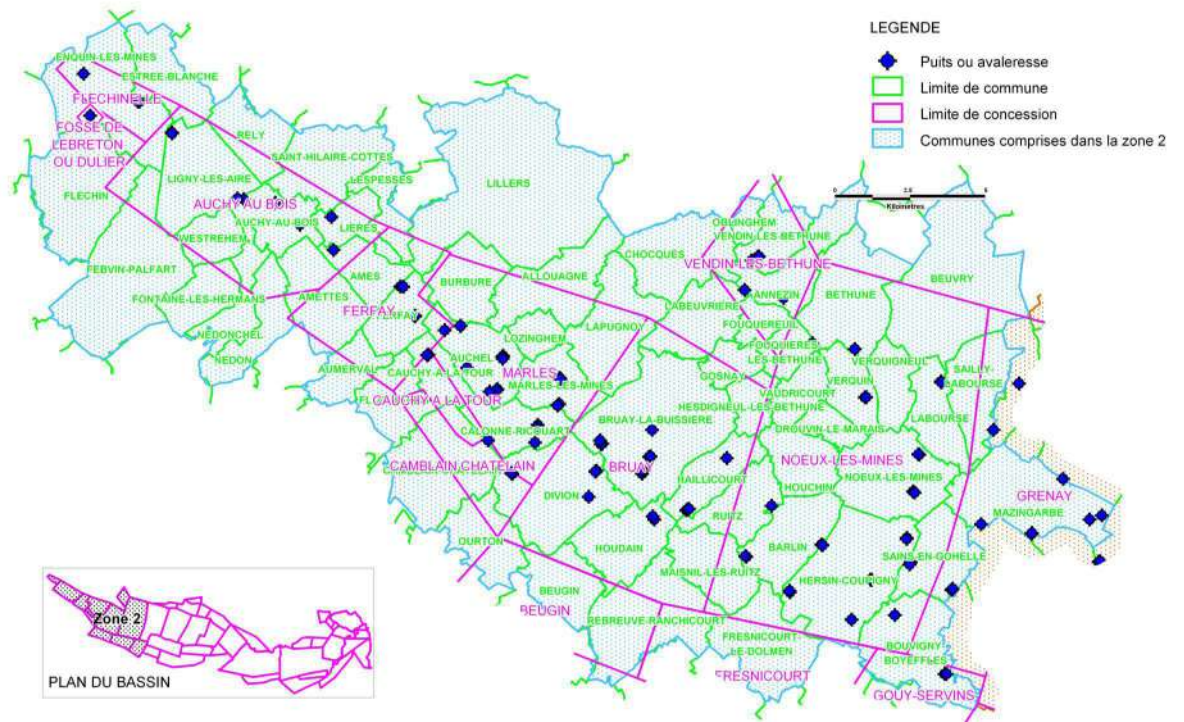 LEGENDE
Puits ou avaleresse
Limite de commune
Limite de concession
Communes comprises dans la zone 2
0 2,5 5
Kilometres
ENQUIN-LES-MINES
ESTREE-BLANCHE
FLECHINELLE
FOSSE DE
LEBRETON
OU DULIER
RELY
SAINT-HILAIRE-COTTES
LIGNY-LES-AIRE
LESPESSES
LILLERS
FLECHIN
AUCHY AU BOIS
AUCHY-AU-BOIS
LIERES
WESTREHEM
OBLINGHEM
VENDIN-LES-BETHUNE
CHOCQUES
VENDIN-LES-BETHUNE
FEBVIN-PALFART
AMES
ALLOUAGNE
BEUVRY
BURBURE
ANNEZIN
BETHUNE
FONTAINE-LES-HERMANS
AMETTES
LABEUVRIERE
FERFAY
FERFAY
LAPUGNOY
FOUQUEREUIL
NEDONCHEL
LOZINGHEM
FOUQUIERES
LES-BETHUNE
VERQUIGNEUL
NEDON
AUCHEL
AUMERVAL
CAUCHY-A-LA-TOUR
MARLES
GOSNAY
SAILLY-
LABOURSE
MARLES-LES-MINES
VERQUIN
VAUDRICOURT
CAUCHY A LA TOUR
HESDIGNEUL-LES-BETHUNE
LABOURSE
BRUAY-LA-BUISSIERE
DROUVIN-LE-MARAIS
CALONNE-RICOUART
CAMBLAIN CHATELAIN
BRUAY
NOEUX-LES-MINES
HAILLICOURT
NOEUX-LES-MINES
HOUCHIN
DIVION
GRENAY
MAZINGARBE
RUITZ
OURTON
HOUDAIN
BARLIN
SAINS-EN-GOHELLE
MAISNIL-LES-RUITZ
HERSIN-COUPIGNY
BEUGIN
BEUGIN
REBREUVE-RANCHICOURT
FRESNICOURT
LE-DOLMEN
BOUVIGNY
BOYEFFLES
FRESNICOURT
GOUY-SERVINS
Zone 2
PLAN DU BASSIN